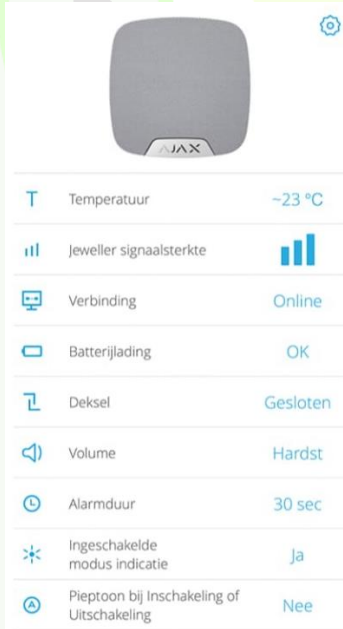 AJAX
T Temperatuur ~23 °C
Jeweller signaalsterkte
Verbinding Online
Batterijlading OK
Deksel Gesloten
Volume Hardst
Alarmduur 30 sec
Ingeschakelde
modus indicatie Ja
A Pieptoon bij Inschakeling of
Uitschakeling Nee